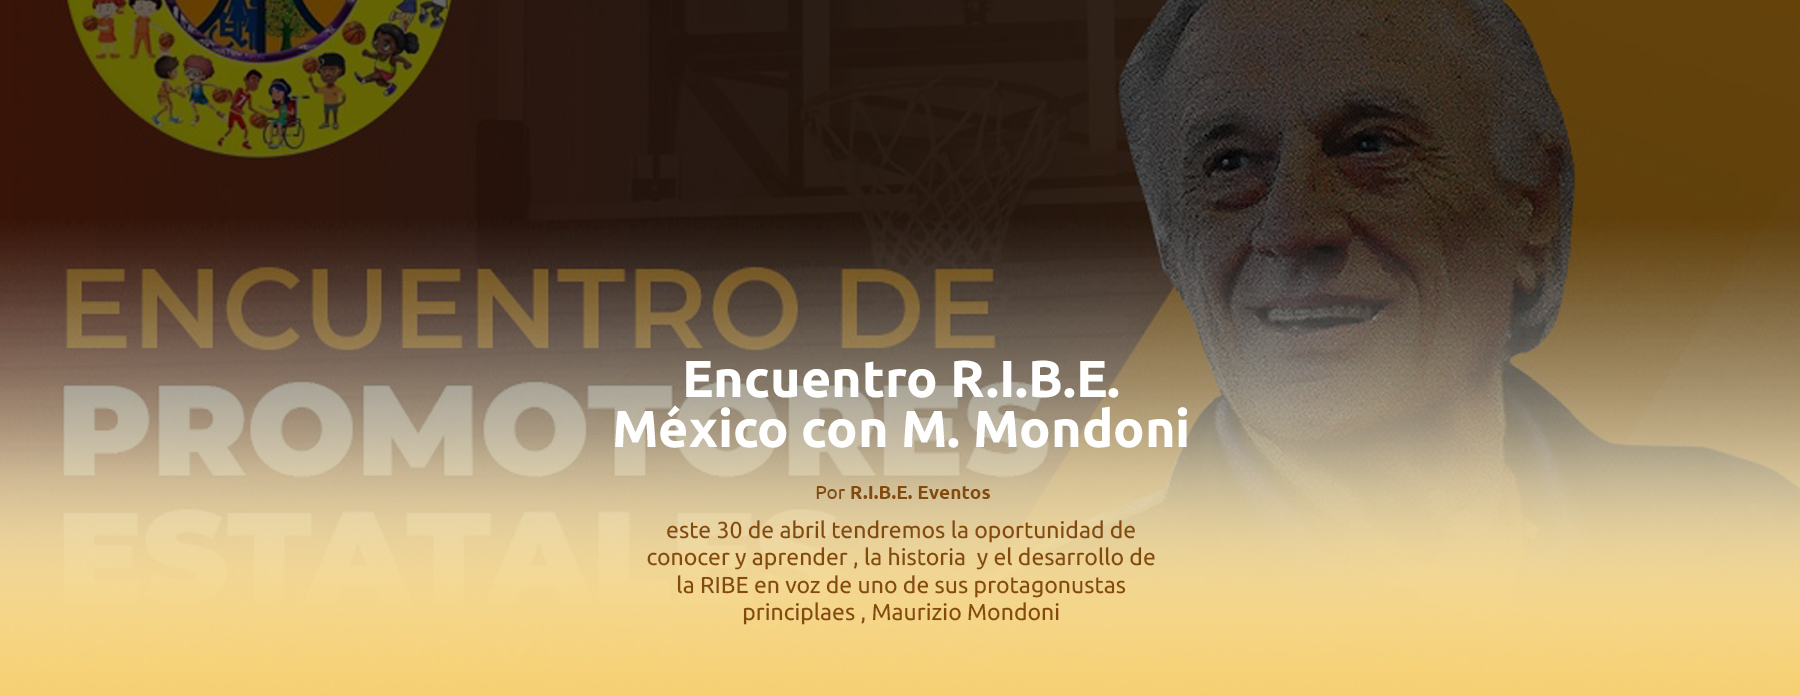 ENCUENTRO DE
PROMOTORES
ESTATALES
Encuentro R.I.B.E.
México con M. Mondoni
Por R.I.B.E. Eventos
este 30 de abril tendremos la oportunidad de
conocer y aprender , la historia  y el desarrollo de
la RIBE en voz de uno de sus protagonustas
principlaes , Maurizio Mondoni